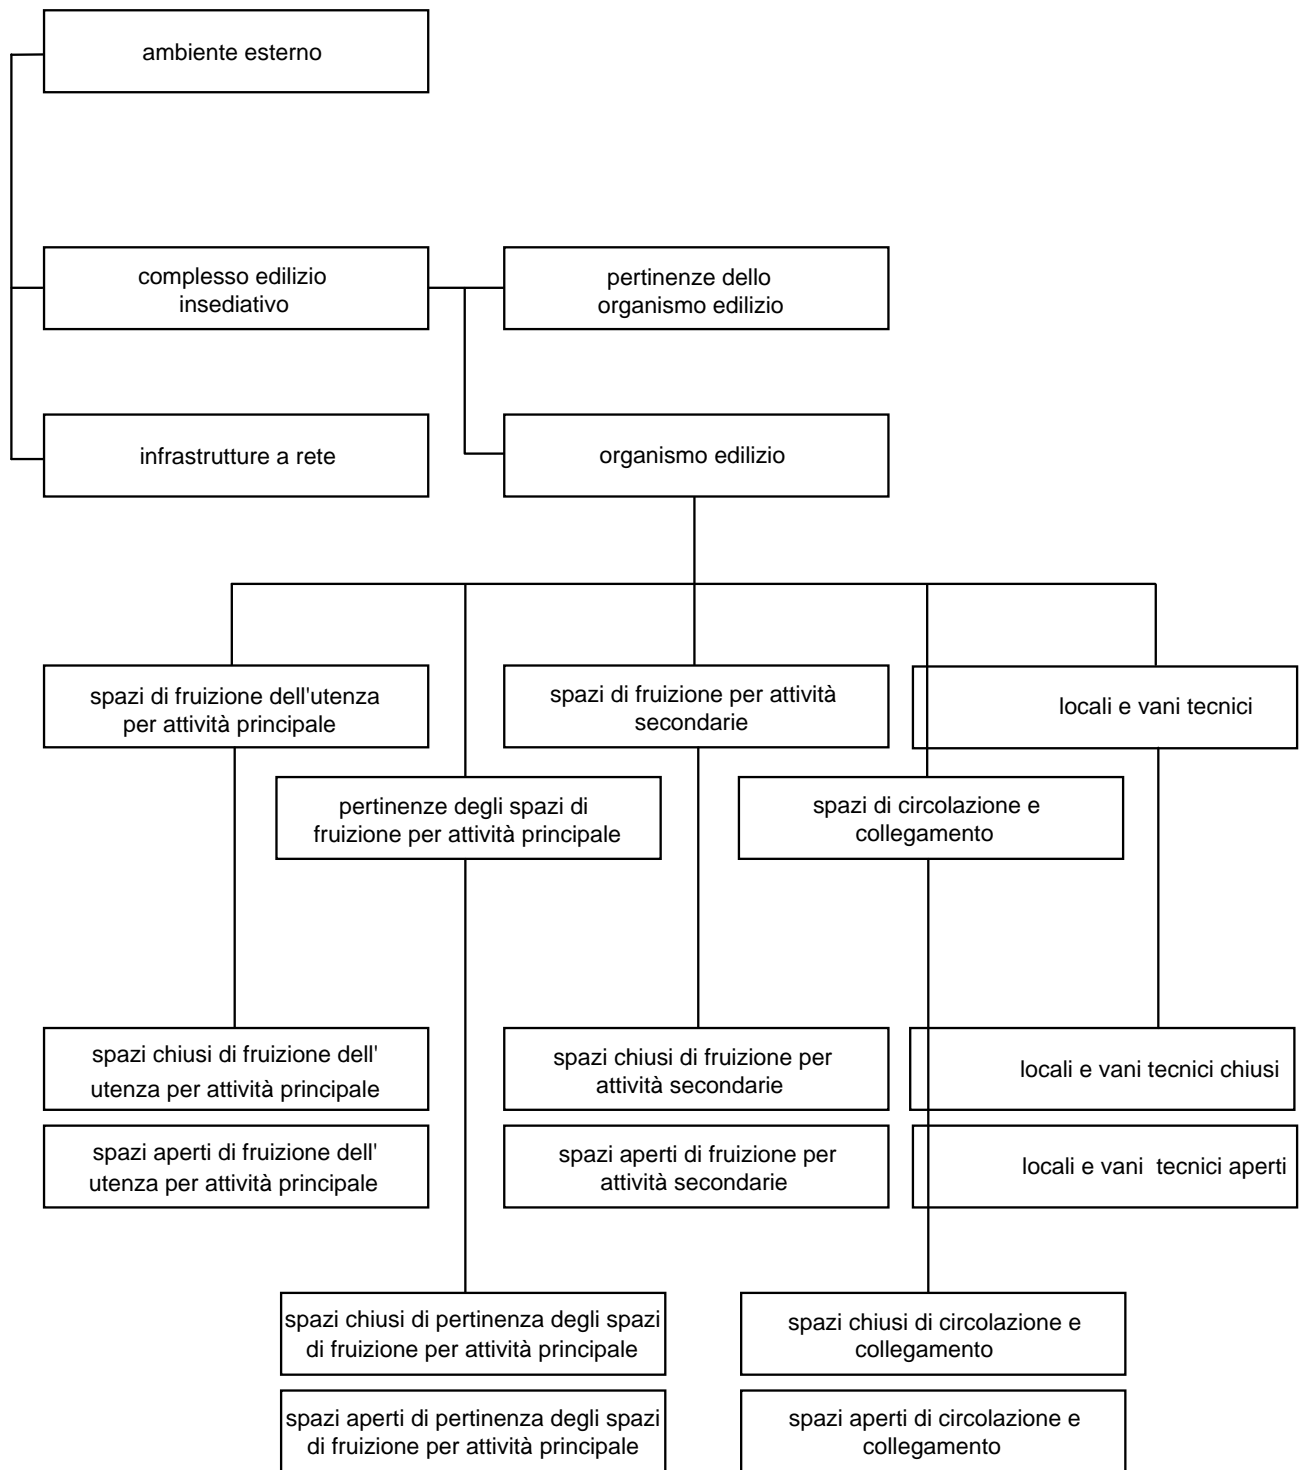 ambiente esterno
complesso edilizio
insediativo
pertinenze dello
organismo edilizio
infrastrutture a rete
organismo edilizio
spazi di fruizione dell'utenza
per attività principale
spazi di fruizione per attività
secondarie
locali e vani tecnici
pertinenze degli spazi di
fruizione per attività principale
spazi di circolazione e
collegamento
spazi chiusi di fruizione dell'
utenza per attività principale
spazi chiusi di fruizione per
attività secondarie
locali e vani tecnici chiusi
spazi aperti di fruizione dell'
utenza per attività principale
spazi aperti di fruizione per
attività secondarie
locali e vani  tecnici aperti
spazi chiusi di pertinenza degli spazi
di fruizione per attività principale
spazi chiusi di circolazione e
collegamento
spazi aperti di pertinenza degli spazi
di fruizione per attività principale
spazi aperti di circolazione e
collegamento